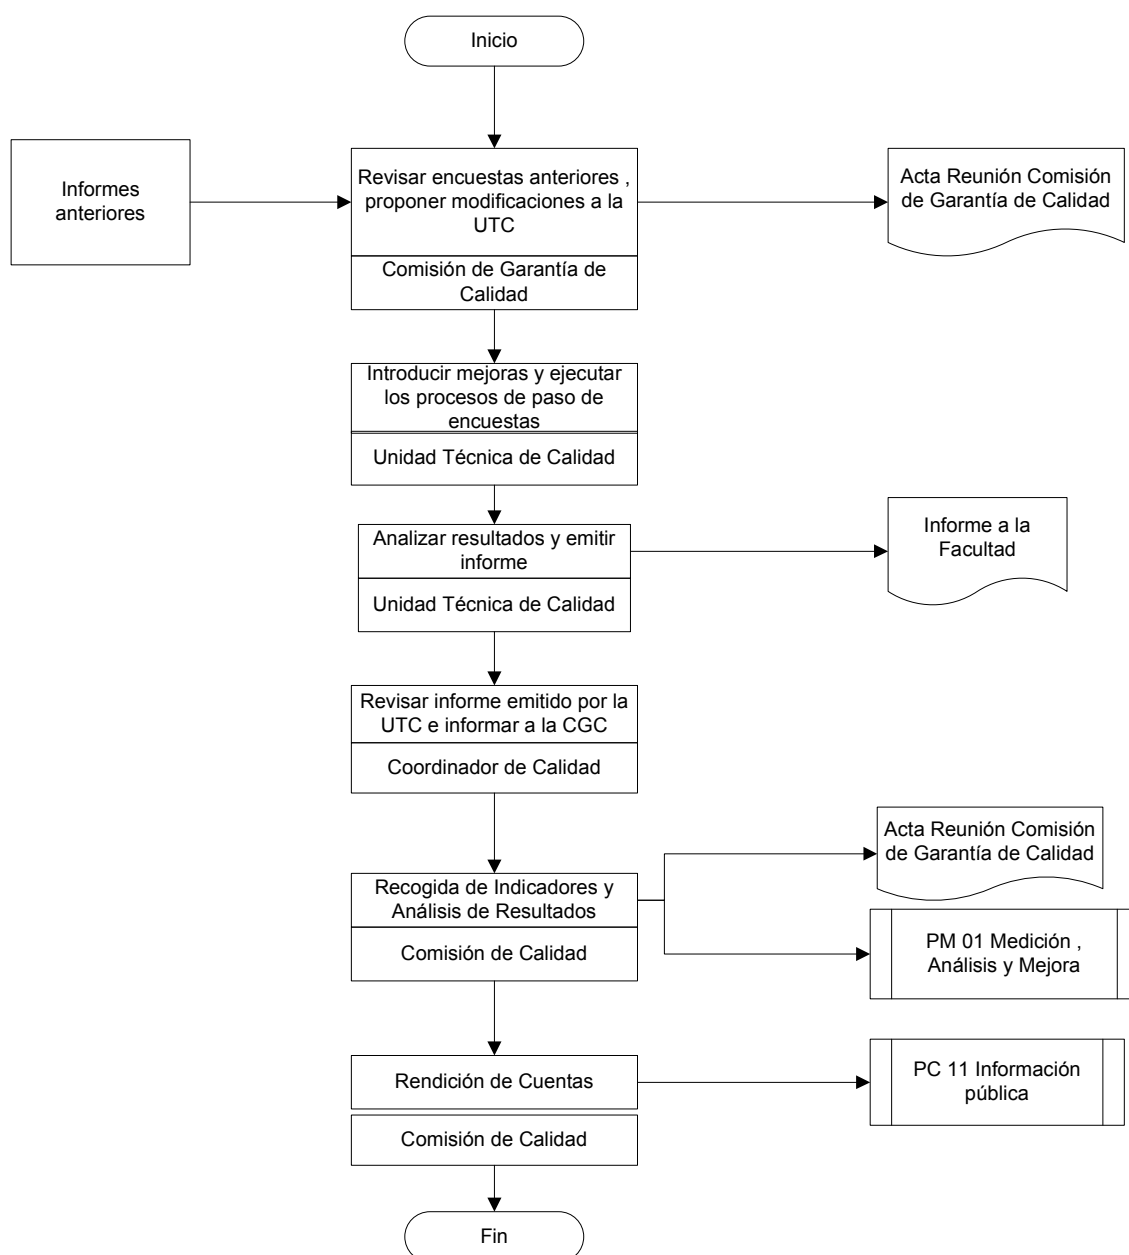 Inicio
Informes
anteriores
Revisar encuestas anteriores ,
proponer modificaciones a la
UTC
Comisión de Garantía de
Calidad
Acta Reunión Comisión
de Garantía de Calidad
Introducir mejoras y ejecutar
los procesos de paso de
encuestas
Unidad Técnica de Calidad
Analizar resultados y emitir
informe
Unidad Técnica de Calidad
Informe a la
Facultad
Revisar informe emitido por la
UTC e informar a la CGC
Coordinador de Calidad
Recogida de Indicadores y
Análisis de Resultados
Comisión de Calidad
Acta Reunión Comisión
de Garantía de Calidad
PM 01 Medición ,
Análisis y Mejora
Rendición de Cuentas
Comisión de Calidad
PC 11 Información
pública
Fin